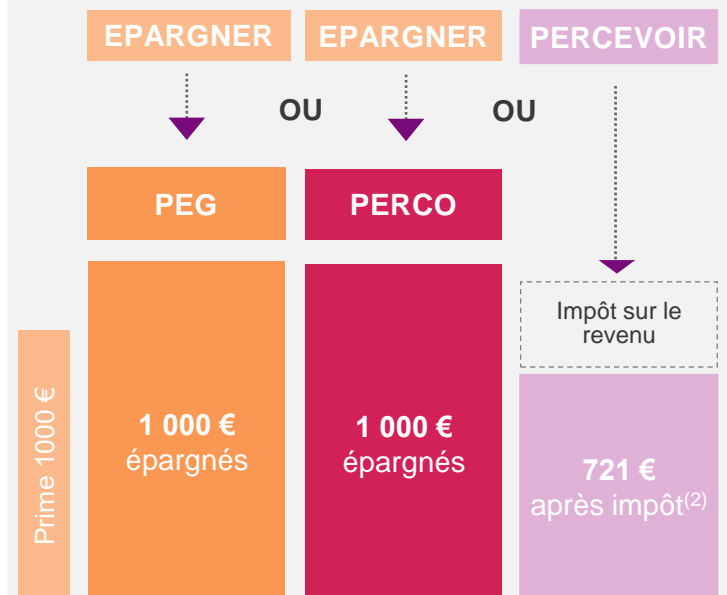 EPARGNER
EPARGNER
PERCEVOIR
OU
OU
PEG
PERCO
Impôt sur le
revenu
Prime 1000 €
1 000 €
épargnés
1 000 €
épargnés
721 €
après impôt(2)